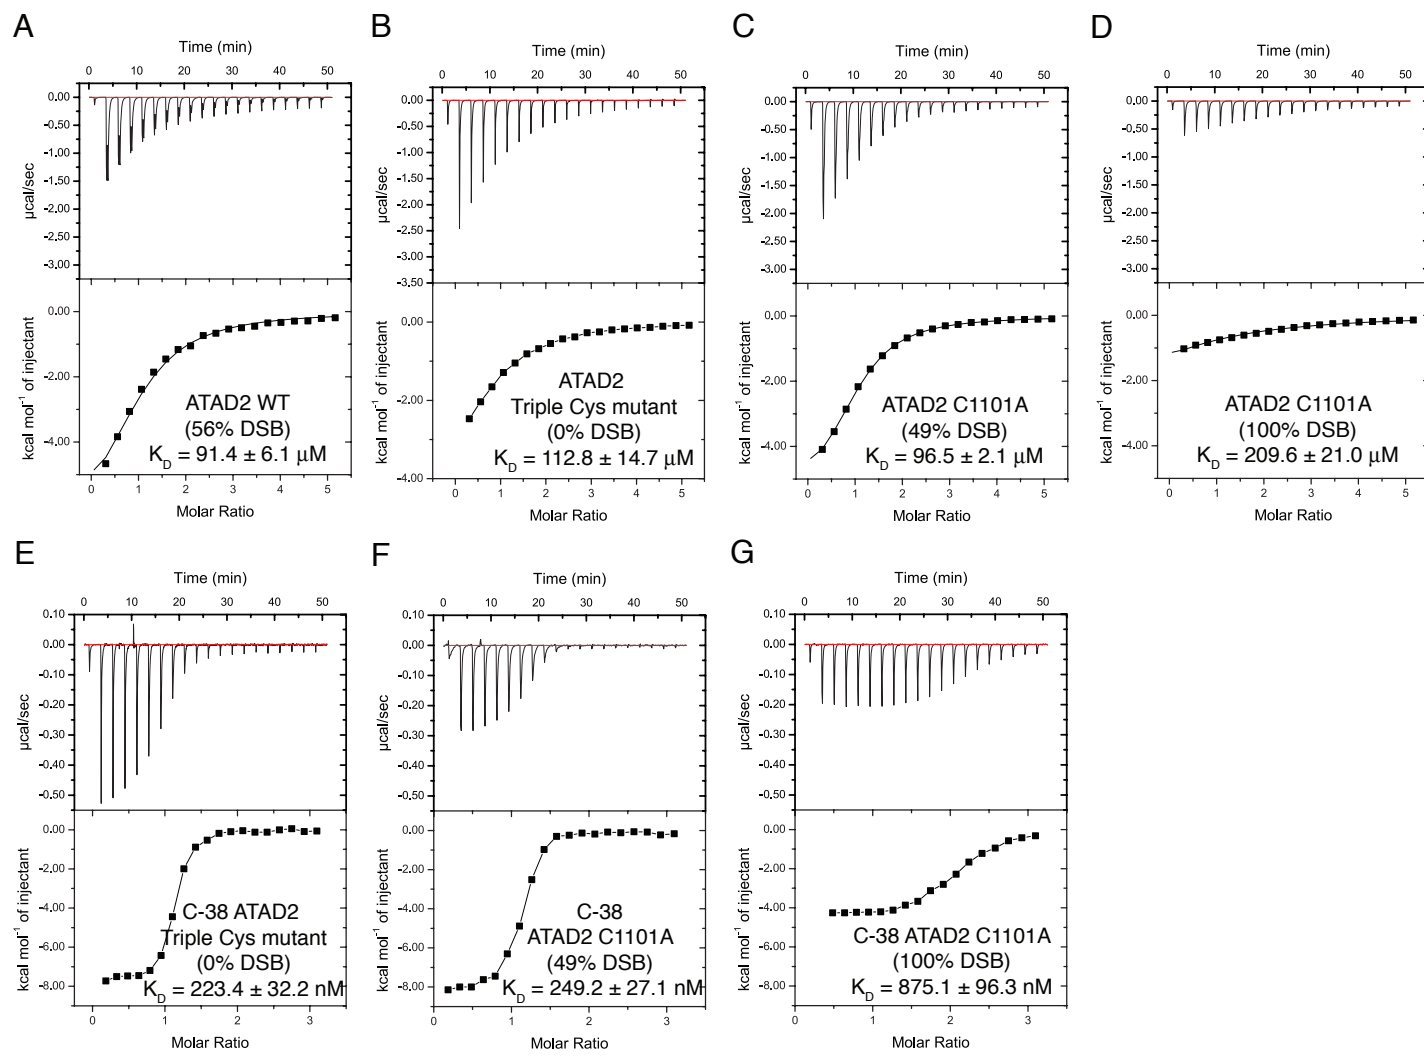 A
Time (min)
0 10 20 30 40 50
0.00
-0.50
-1.00
-1.50
-2.00
-2.50
-3.00
µcal/sec
0.00
-2.00
-4.00
kcal mol⁻¹ of injectant
ATAD2 WT
(56% DSB)
K_D = 91.4 ± 6.1 µM
0 1 2 3 4 5
Molar Ratio
B
Time (min)
0 10 20 30 40 50
0.00
-0.50
-1.00
-1.50
-2.00
-2.50
-3.00
-3.50
µcal/sec
0.00
-2.00
-4.00
kcal mol⁻¹ of injectant
ATAD2
Triple Cys mutant
(0% DSB)
K_D = 112.8 ± 14.7 µM
0 1 2 3 4 5
Molar Ratio
C
Time (min)
0 10 20 30 40 50
0.00
-0.50
-1.00
-1.50
-2.00
-2.50
-3.00
µcal/sec
0.00
-2.00
-4.00
kcal mol⁻¹ of injectant
ATAD2 C1101A
(49% DSB)
K_D = 96.5 ± 2.1 µM
0 1 2 3 4 5
Molar Ratio
D
Time (min)
0 10 20 30 40 50
0.00
-0.50
-1.00
-1.50
-2.00
-2.50
-3.00
µcal/sec
0.00
-2.00
-4.00
kcal mol⁻¹ of injectant
ATAD2 C1101A
(100% DSB)
K_D = 209.6 ± 21.0 µM
0 1 2 3 4 5
Molar Ratio
E
Time (min)
0 10 20 30 40 50
0.10
0.00
-0.10
-0.20
-0.30
-0.40
-0.50
µcal/sec
0.00
-2.00
-4.00
-6.00
-8.00
kcal mol⁻¹ of injectant
C-38 ATAD2
Triple Cys mutant
(0% DSB)
K_D = 223.4 ± 32.2 nM
0 1 2 3
Molar Ratio
F
Time (min)
0 10 20 30 40 50
0.10
0.00
-0.10
-0.20
-0.30
-0.40
-0.50
µcal/sec
0.00
-2.00
-4.00
-6.00
-8.00
kcal mol⁻¹ of injectant
C-38
ATAD2 C1101A
(49% DSB)
K_D = 249.2 ± 27.1 nM
0 1 2 3
Molar Ratio
G
Time (min)
0 10 20 30 40 50
0.10
0.00
-0.10
-0.20
-0.30
-0.40
-0.50
µcal/sec
0.00
-2.00
-4.00
-6.00
-8.00
kcal mol⁻¹ of injectant
C-38 ATAD2 C1101A
(100% DSB)
K_D = 875.1 ± 96.3 nM
0 1 2 3
Molar Ratio